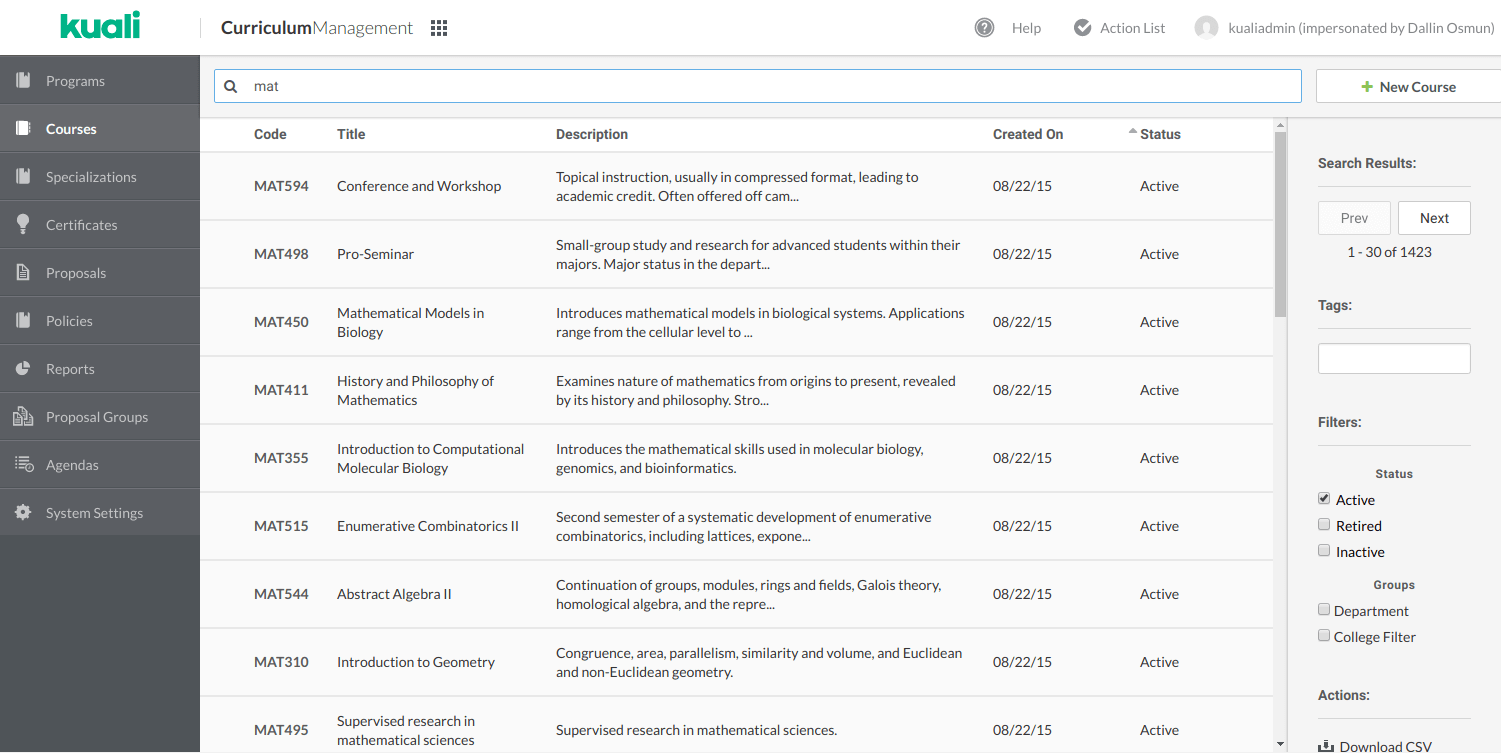 kuali
CurriculumManagement
Help
Action List
kualiadmin (impersonated by Dallin Osmun)
Programs
Courses
Specializations
Certificates
Proposals
Policies
Reports
Proposal Groups
Agendas
System Settings
mat
New Course
Code Title Description Created On Status
MAT594 Conference and Workshop Topical instruction, usually in compressed format, leading to
academic credit. Often offered off cam... 08/22/15 Active
MAT498 Pro-Seminar Small-group study and research for advanced students within their
majors. Major status in the depart... 08/22/15 Active
MAT450 Mathematical Models in
Biology
Introduces mathematical models in biological systems. Applications
range from the cellular level to ...
08/22/15 Active
MAT411 History and Philosophy of
Mathematics
Examines nature of mathematics from origins to present, revealed
by its history and philosophy. Stro...
08/22/15 Active
MAT355 Introduction to Computational
Molecular Biology
Introduces the mathematical skills used in molecular biology,
genomics, and bioinformatics.
08/22/15 Active
MAT515 Enumerative Combinatorics II Second semester of a systematic development of enumerative
combinatorics, including lattices, expone... 08/22/15 Active
MAT544 Abstract Algebra II Continuation of groups, modules, rings and fields, Galois theory,
homological algebra, and the repre... 08/22/15 Active
MAT310 Introduction to Geometry Congruence, area, parallelism, similarity and volume, and Euclidean
and non-Euclidean geometry. 08/22/15 Active
MAT495 Supervised research in
mathematical sciences
Supervised research in mathematical sciences.
08/22/15 Active
Search Results:
Prev Next
1 - 30 of 1423
Tags:
Filters:
Status
Active
Retired
Inactive
Groups
Department
College Filter
Actions:
Download CSV